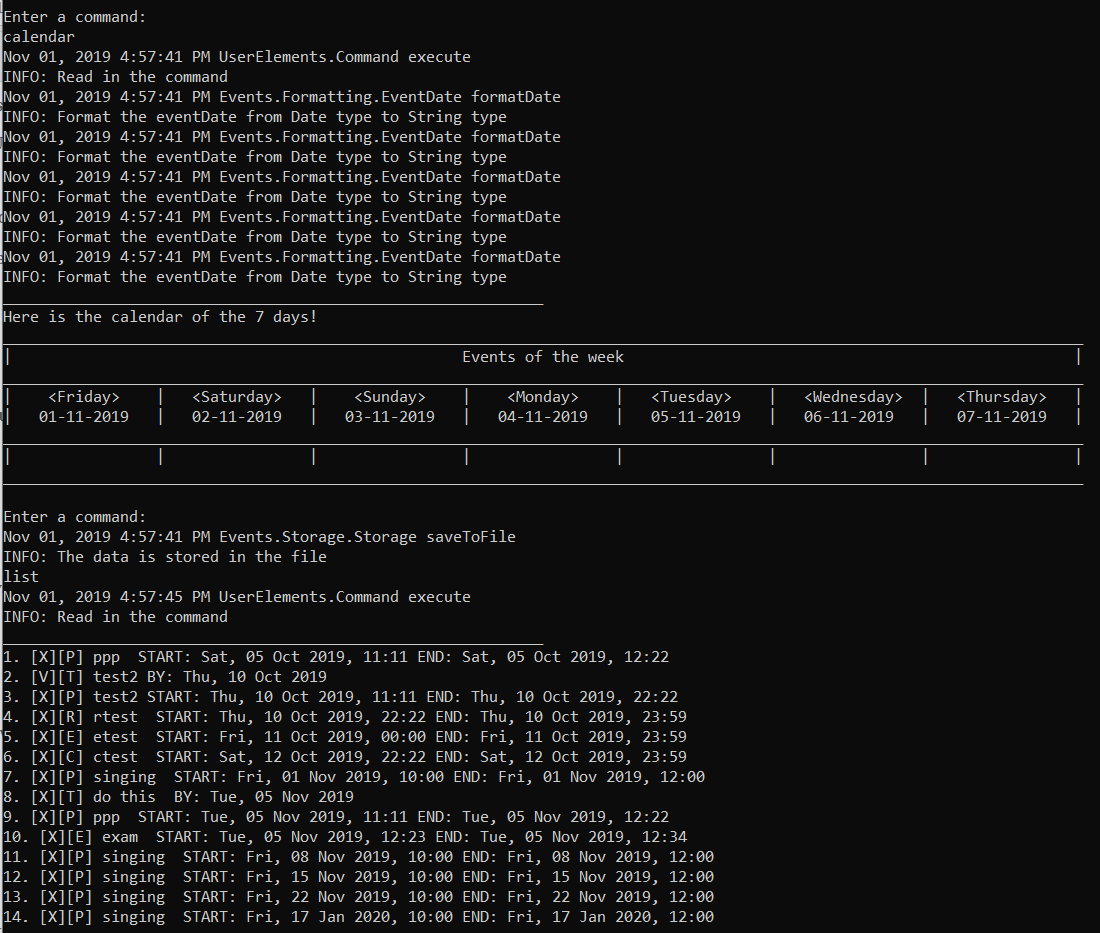 Enter a command:
calendar
Nov 01, 2019 4:57:41 PM UserElements.Command execute
INFO: Read in the command
Nov 01, 2019 4:57:41 PM Events.Formatting.EventDate formatDate
INFO: Format the eventDate from Date type to String type
Nov 01, 2019 4:57:41 PM Events.Formatting.EventDate formatDate
INFO: Format the eventDate from Date type to String type
Nov 01, 2019 4:57:41 PM Events.Formatting.EventDate formatDate
INFO: Format the eventDate from Date type to String type
Nov 01, 2019 4:57:41 PM Events.Formatting.EventDate formatDate
INFO: Format the eventDate from Date type to String type
Nov 01, 2019 4:57:41 PM Events.Formatting.EventDate formatDate
INFO: Format the eventDate from Date type to String type
____________________________________________________________
Here is the calendar of the 7 days!
________________________________________________________________________________________________________________________
| Events of the week |
________________________________________________________________________________________________________________________
| <Friday> | <Saturday> | <Sunday> | <Monday> | <Tuesday> | <Wednesday> | <Thursday> |
| 01-11-2019 | 02-11-2019 | 03-11-2019 | 04-11-2019 | 05-11-2019 | 06-11-2019 | 07-11-2019 |
________________________________________________________________________________________________________________________
| | | | | | | |
________________________________________________________________________________________________________________________
Enter a command:
Nov 01, 2019 4:57:41 PM Events.Storage.Storage saveToFile
INFO: The data is stored in the file
list
Nov 01, 2019 4:57:45 PM UserElements.Command execute
INFO: Read in the command
____________________________________________________________
1. [X][P] ppp  START: Sat, 05 Oct 2019, 11:11 END: Sat, 05 Oct 2019, 12:22
2. [V][T] test2 BY: Thu, 10 Oct 2019
3. [X][P] test2 START: Thu, 10 Oct 2019, 11:11 END: Thu, 10 Oct 2019, 22:22
4. [X][R] rtest  START: Thu, 10 Oct 2019, 22:22 END: Thu, 10 Oct 2019, 23:59
5. [X][E] etest  START: Fri, 11 Oct 2019, 00:00 END: Fri, 11 Oct 2019, 23:59
6. [X][C] ctest  START: Sat, 12 Oct 2019, 22:22 END: Sat, 12 Oct 2019, 23:59
7. [X][P] singing  START: Fri, 01 Nov 2019, 10:00 END: Fri, 01 Nov 2019, 12:00
8. [X][T] do this  BY: Tue, 05 Nov 2019
9. [X][P] ppp  START: Tue, 05 Nov 2019, 11:11 END: Tue, 05 Nov 2019, 12:22
10. [X][E] exam  START: Tue, 05 Nov 2019, 12:23 END: Tue, 05 Nov 2019, 12:34
11. [X][P] singing  START: Fri, 08 Nov 2019, 10:00 END: Fri, 08 Nov 2019, 12:00
12. [X][P] singing  START: Fri, 15 Nov 2019, 10:00 END: Fri, 15 Nov 2019, 12:00
13. [X][P] singing  START: Fri, 22 Nov 2019, 10:00 END: Fri, 22 Nov 2019, 12:00
14. [X][P] singing  START: Fri, 17 Jan 2020, 10:00 END: Fri, 17 Jan 2020, 12:00